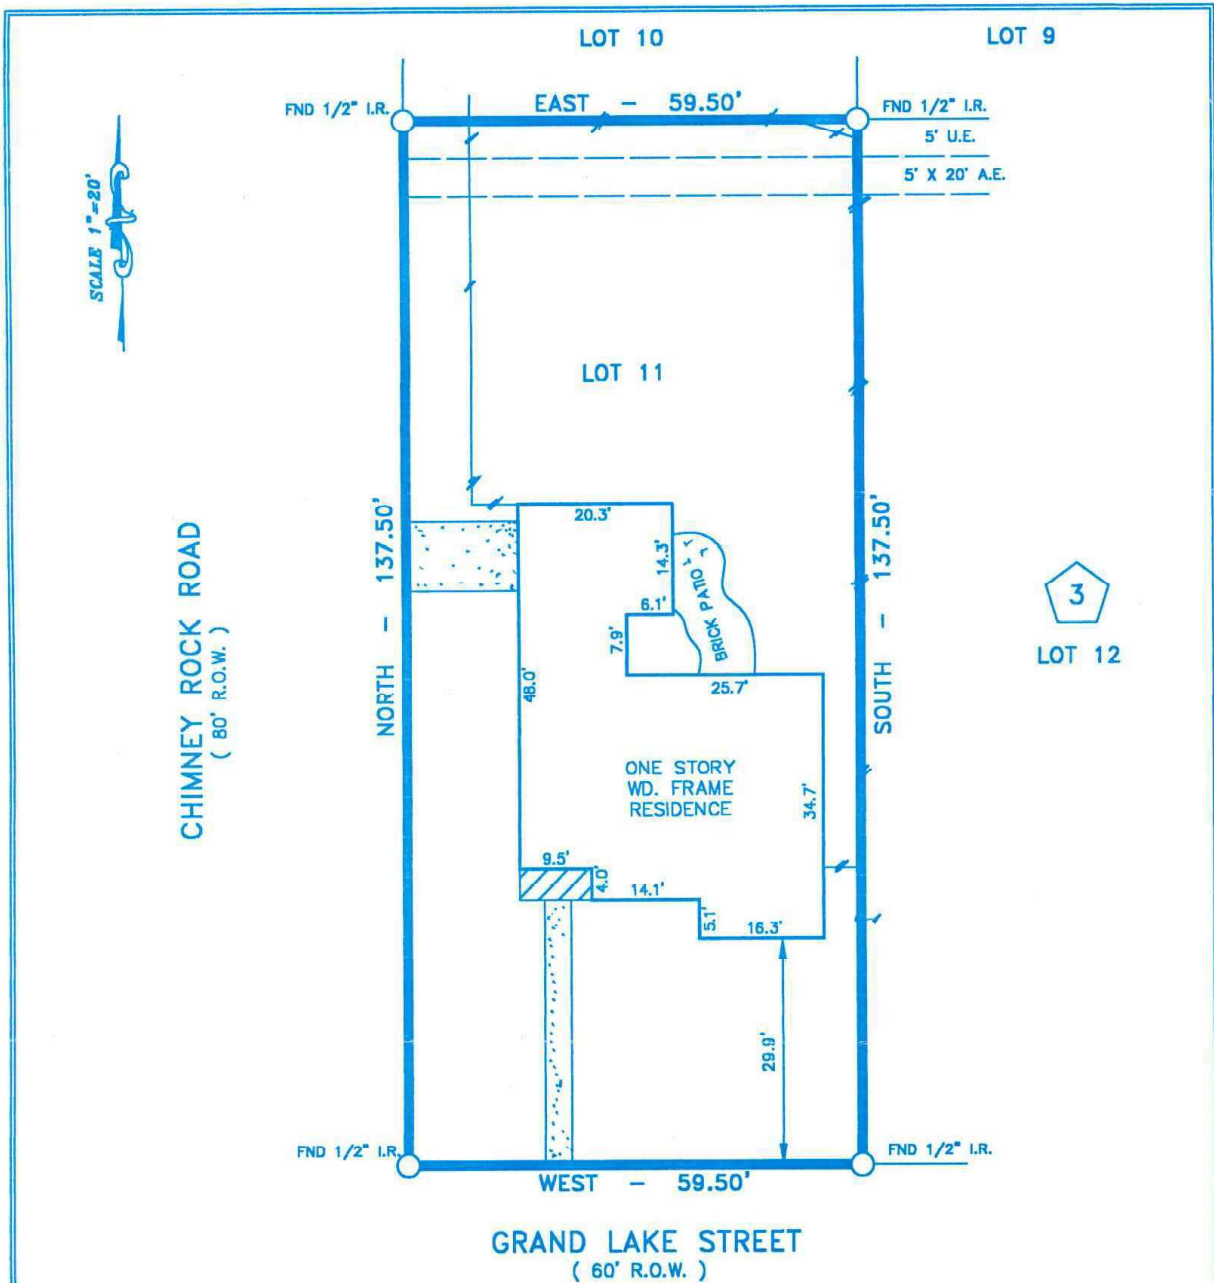 LOT 10
LOT 9
FND 1/2" I.R.
EAST - 59.50'
FND 1/2" I.R.
5' U.E.
5' X 20' A.E.
SCALE 1"=20'
LOT 11
CHIMNEY ROCK ROAD
( 80' R.O.W. )
NORTH - 137.50'
SOUTH - 137.50'
20.3'
14.3'
6.1'
7.9'
BRICK PATIO
25.7'
48.0'
3
LOT 12
ONE STORY
WD. FRAME
RESIDENCE
34.7'
9.5'
4.0'
14.1'
5.1'
16.3'
29.9'
FND 1/2" I.R.
FND 1/2" I.R.
WEST - 59.50'
GRAND LAKE STREET
( 60' R.O.W. )